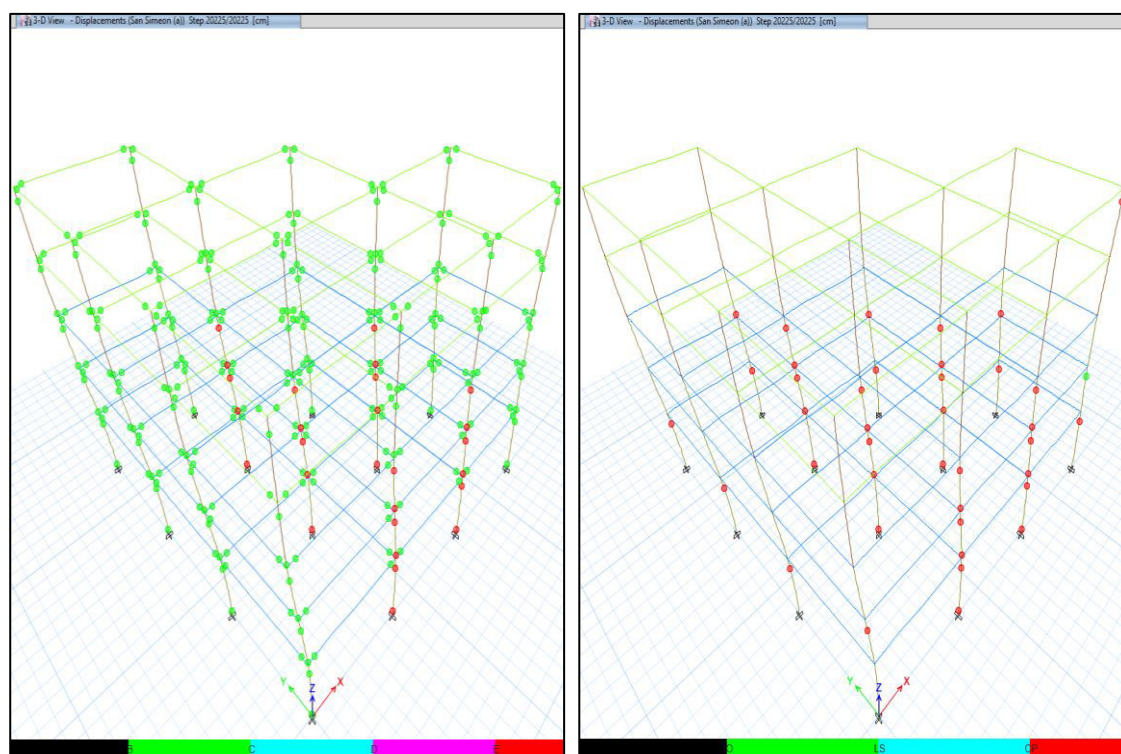 3-D View - Displacements (San Simeon (a)) Step 20225/20225 [cm]
Y Z X
B C D E
3-D View - Displacements (San Simeon (a)) Step 20225/20225 [cm]
Y Z X
IO LS CP